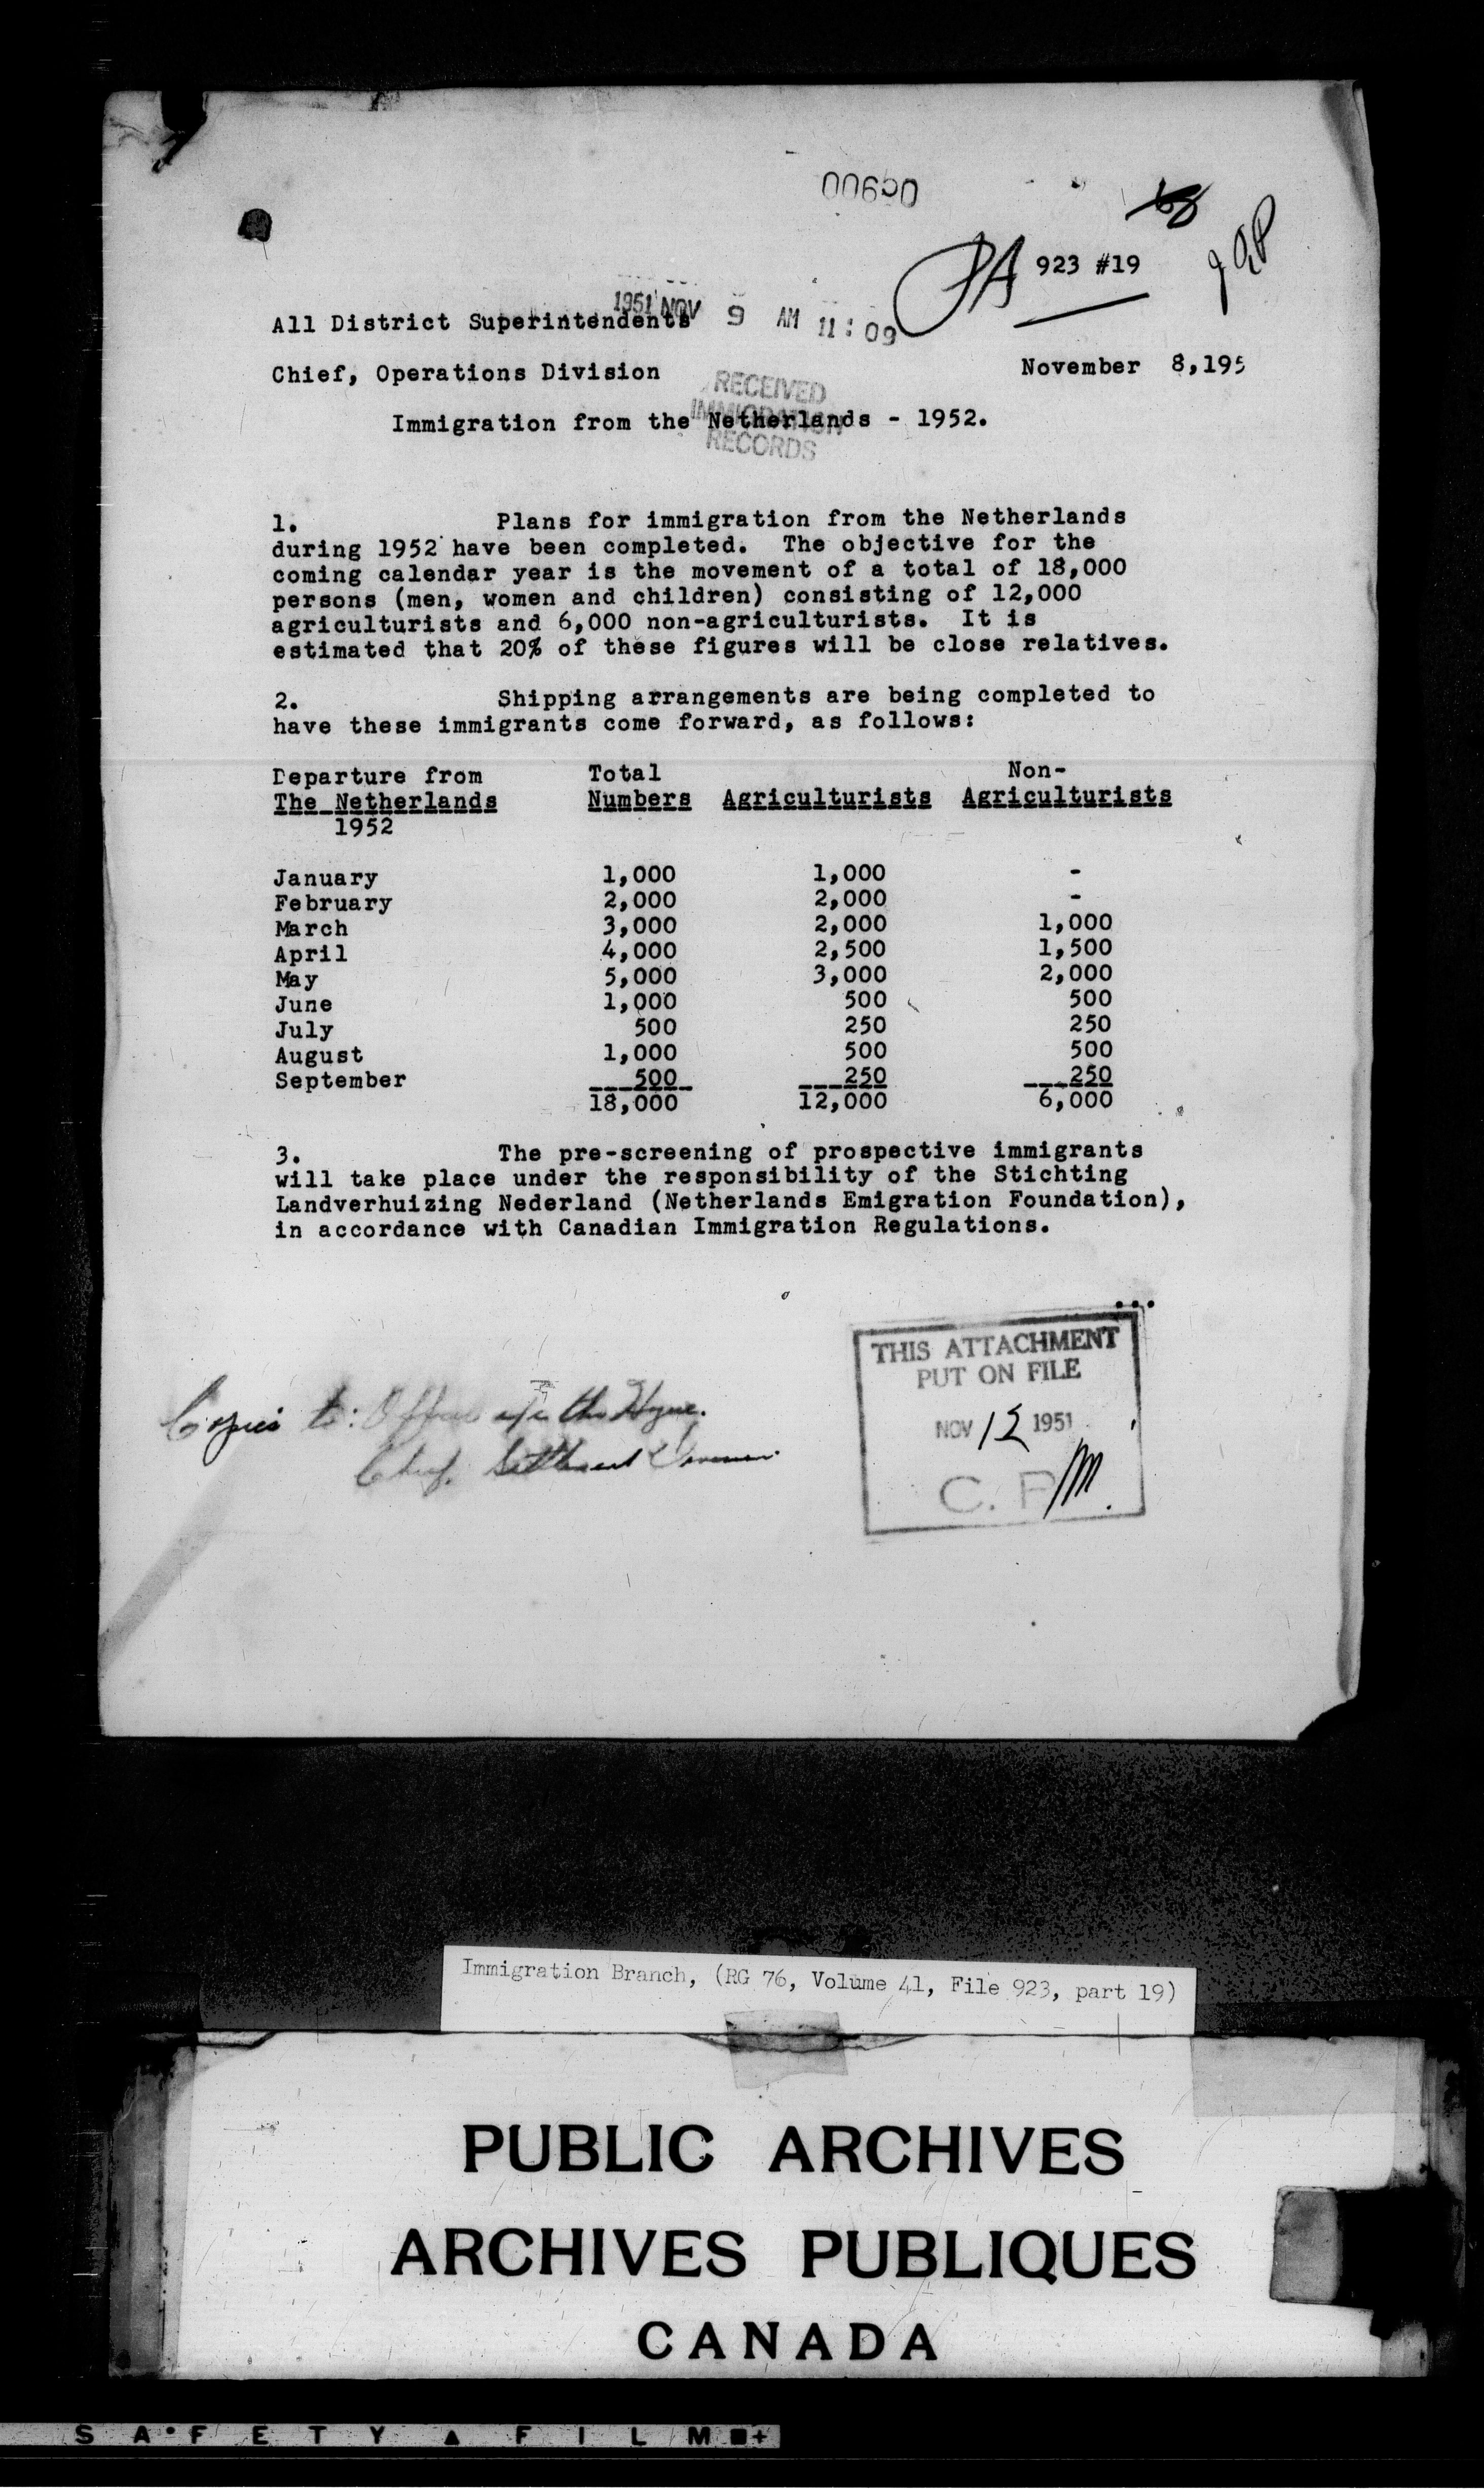 00690
68
PA 923 #19
1951 NOV 9 AM 11:09
All District Superintendents
Chief, Operations Division November 8,195
RECEIVED
IMMIGRATION
RECORDS
Immigration from the Netherlands - 1952.
1. Plans for immigration from the Netherlands
during 1952 have been completed. The objective for the
coming calendar year is the movement of a total of 18,000
persons (men, women and children) consisting of 12,000
agriculturists and 6,000 non-agriculturists. It is
estimated that 20% of these figures will be close relatives.
2. Shipping arrangements are being completed to
have these immigrants come forward, as follows:
Departure from Total Non-
The Netherlands Numbers Agriculturists Agriculturists
1952
January 1,000 1,000 -
February 2,000 2,000 -
March 3,000 2,000 1,000
April 4,000 2,500 1,500
May 5,000 3,000 2,000
June 1,000 500 500
July 500 250 250
August 1,000 500 500
September 500 250 250
18,000 12,000 6,000
3. The pre-screening of prospective immigrants
will take place under the responsibility of the Stichting
Landverhuizing Nederland (Netherlands Emigration Foundation),
in accordance with Canadian Immigration Regulations.
...
THIS ATTACHMENT
PUT ON FILE
NOV 12 1951
C. P
Copies to: Office i/c the Hague.
Chief, Settlement Division.
Immigration Branch, (RG 76, Volume 41, File 923, part 19)
PUBLIC ARCHIVES
ARCHIVES PUBLIQUES
CANADA
SAFETY ▲ FILM ■+